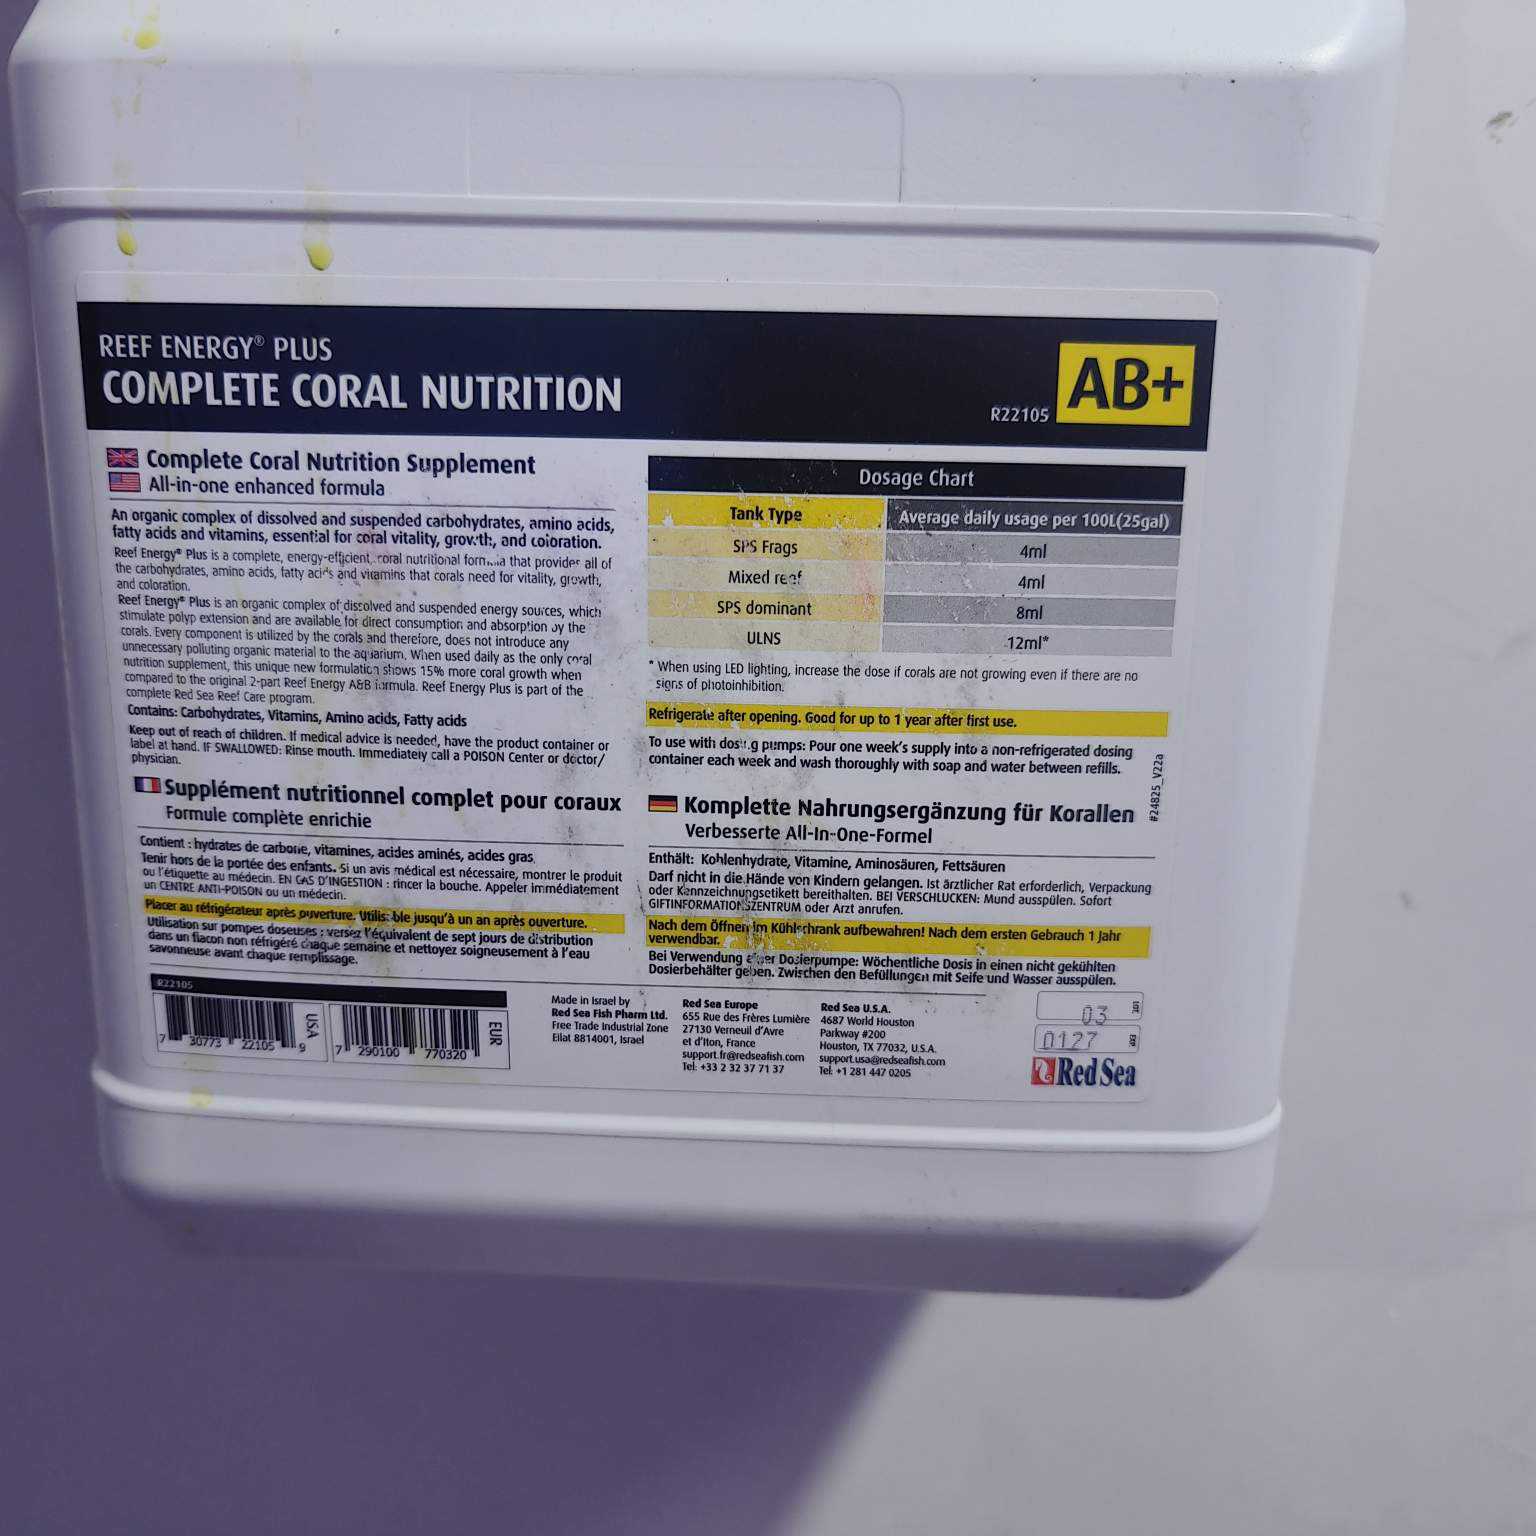 REEF ENERGY® PLUS
COMPLETE CORAL NUTRITION
R22105
AB+
Complete Coral Nutrition Supplement
All-in-one enhanced formula
An organic complex of dissolved and suspended carbohydrates, amino acids,
fatty acids and vitamins, essential for coral vitality, growth, and coloration.
Reef Energy® Plus is a complete, energy-efficient, coral nutritional formula that provides all of
the carbohydrates, amino acids, fatty acids and vitamins that corals need for vitality, growth,
and coloration.
Reef Energy® Plus is an organic complex of dissolved and suspended energy sources, which
stimulate polyp extension and are available for direct consumption and absorption by the
corals. Every component is utilized by the corals and therefore, does not introduce any
unnecessary polluting organic material to the aquarium. When used daily as the only coral
nutrition supplement, this unique new formulation shows 15% more coral growth when
compared to the original 2-part Reef Energy A&B formula. Reef Energy Plus is part of the
complete Red Sea Reef Care program.
Contains: Carbohydrates, Vitamins, Amino acids, Fatty acids
Keep out of reach of children. If medical advice is needed, have the product container or
label at hand. IF SWALLOWED: Rinse mouth. Immediately call a POISON Center or doctor/
physician.
Dosage Chart
Tank Type Average daily usage per 100L(25gal)
SPS Frags 4ml
Mixed reef 4ml
SPS dominant 8ml
ULNS 12ml*
* When using LED lighting, increase the dose if corals are not growing even if there are no
signs of photoinhibition.
Refrigerate after opening. Good for up to 1 year after first use.
To use with dosing pumps: Pour one week's supply into a non-refrigerated dosing
container each week and wash thoroughly with soap and water between refills.
#24825_V22a
Supplément nutritionnel complet pour coraux
Formule complète enrichie
Contient : hydrates de carbone, vitamines, acides aminés, acides gras
Tenir hors de la portée des enfants. Si un avis médical est nécessaire, montrer le produit
ou l'étiquette au médecin. EN CAS D'INGESTION : rincer la bouche. Appeler immédiatement
un CENTRE ANTI-POISON ou un médecin.
Placer au réfrigérateur après ouverture. Utilisable jusqu'à un an après ouverture.
Utilisation sur pompes doseuses : versez l'équivalent de sept jours de distribution
dans un flacon non réfrigéré chaque semaine et nettoyez soigneusement à l'eau
savonneuse avant chaque remplissage.
Komplette Nahrungsergänzung für Korallen
Verbesserte All-In-One-Formel
Enthält: Kohlenhydrate, Vitamine, Aminosäuren, Fettsäuren
Darf nicht in die Hände von Kindern gelangen. Ist ärztlicher Rat erforderlich, Verpackung
oder Kennzeichnungsetikett bereithalten. BEI VERSCHLUCKEN: Mund ausspülen. Sofort
GIFTINFORMATIONSZENTRUM oder Arzt anrufen.
Nach dem Öffnen im Kühlschrank aufbewahren! Nach dem ersten Gebrauch 1 Jahr
verwendbar.
Bei Verwendung einer Dosierpumpe: Wöchentliche Dosis in einen nicht gekühlten
Dosierbehälter geben. Zwischen den Befüllungen mit Seife und Wasser ausspülen.
R22105
7 30773 22105 9
USA
7 290100 770320
EUR
Made in Israel by
Red Sea Fish Pharm Ltd.
Free Trade Industrial Zone
Eilat 8814001, Israel
Red Sea Europe
655 Rue des Frères Lumière
27130 Verneuil d'Avre
et d'Iton, France
support.fr@redseafish.com
Tel: +33 2 32 37 71 37
Red Sea U.S.A.
4687 World Houston
Parkway #200
Houston, TX 77032, U.S.A.
support.usa@redseafish.com
Tel: +1 281 447 0205
03 LOT
0127 EXP
Red Sea